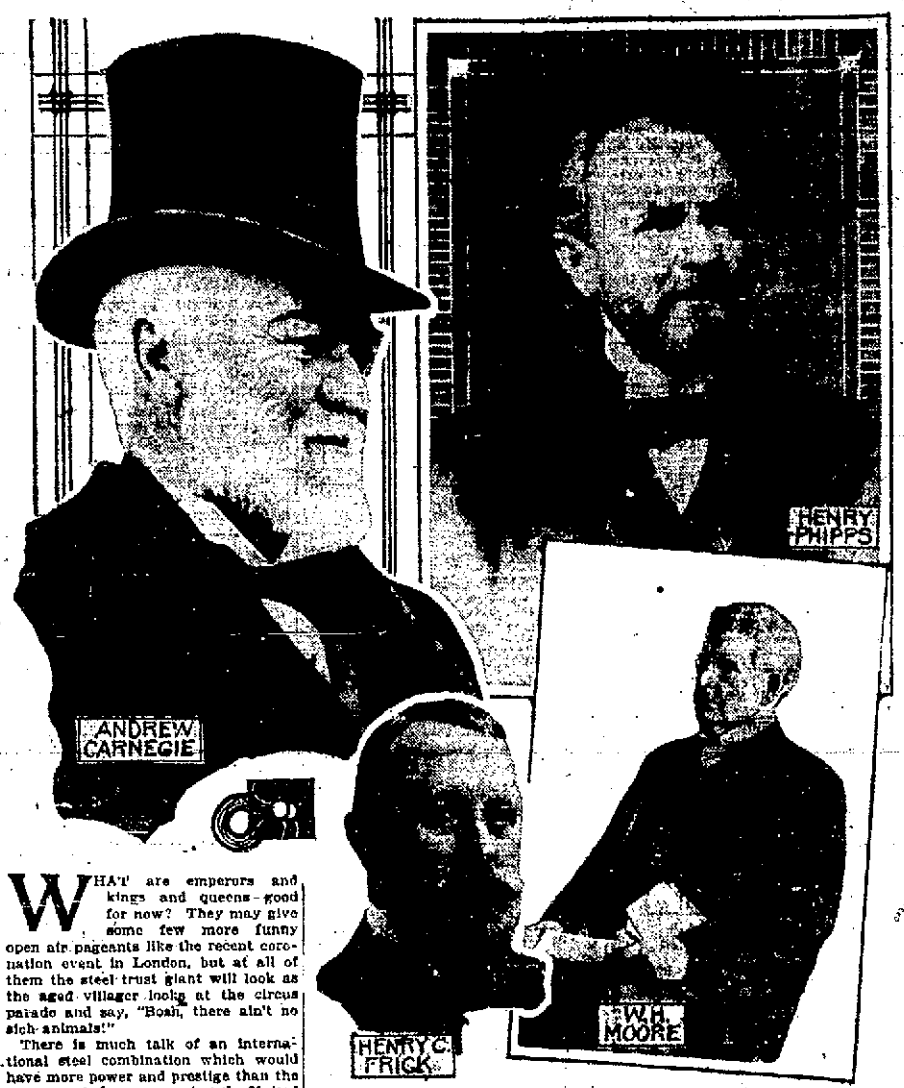 HENRY
PHIPPS
ANDREW
CARNEGIE
W.H.
MOORE
HENRY C.
FRICK
WHAT are emperors and
kings and queens good
for now? They may give
some few more funny
open air pageants like the recent coro-
nation event in London, but at all of
them the steel trust giant will look as
the aged villager looks at the circus
parade and say, "Bosh, there ain't no
sich animals!"
There is much talk of an interna-
tional steel combination which would
have more power and prestige than the